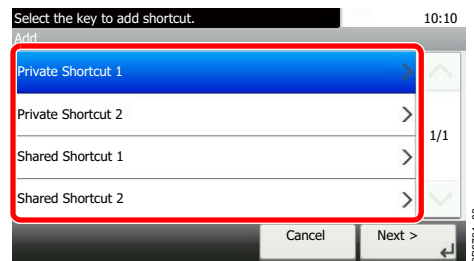 Select the key to add shortcut.
10:10
Add
Private Shortcut 1
Private Shortcut 2
1/1
Shared Shortcut 1
Shared Shortcut 2
Cancel
Next >